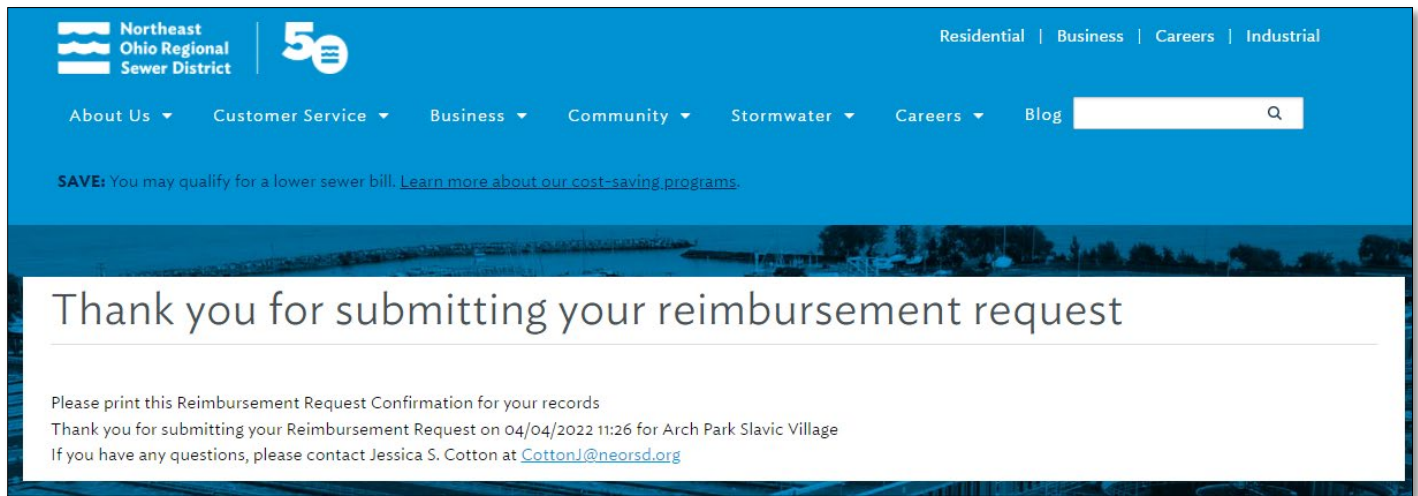 Northeast
Ohio Regional
Sewer District
50
Residential | Business | Careers | Industrial
About Us Customer Service Business Community Stormwater Careers Blog
SAVE: You may qualify for a lower sewer bill. Learn more about our cost-saving programs.
Thank you for submitting your reimbursement request
Please print this Reimbursement Request Confirmation for your records
Thank you for submitting your Reimbursement Request on 04/04/2022 11:26 for Arch Park Slavic Village
If you have any questions, please contact Jessica S. Cotton at CottonJ@neorsd.org